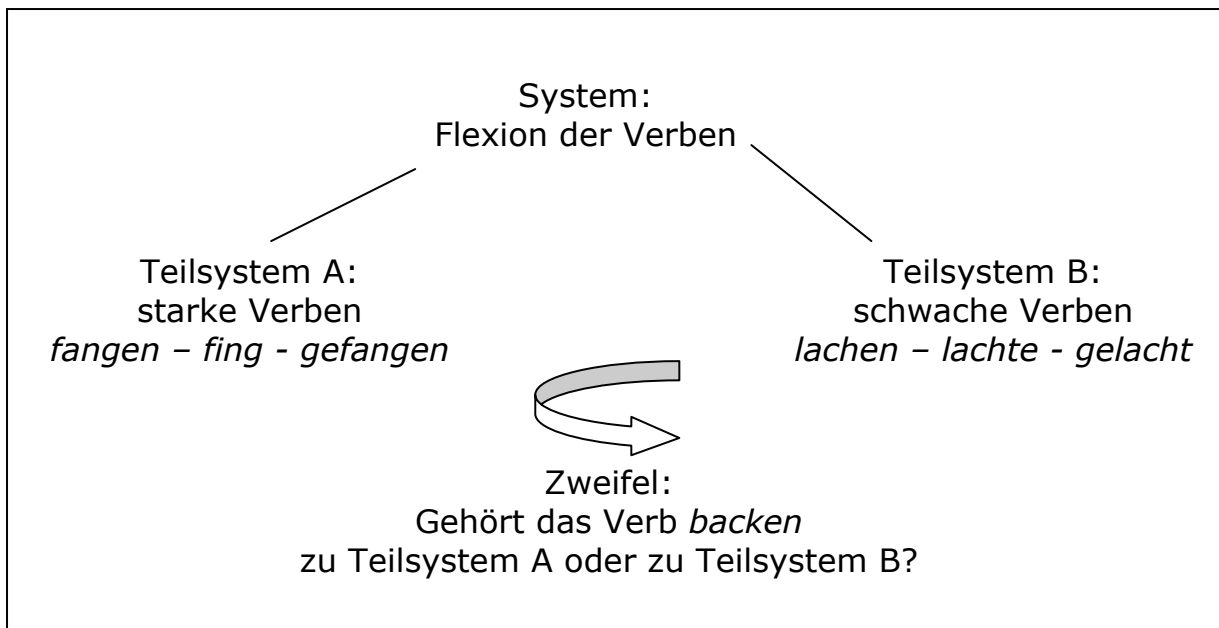 System:
Flexion der Verben
Teilsystem A:
starke Verben
fangen – fing - gefangen
Teilsystem B:
schwache Verben
lachen – lachte - gelacht
Zweifel:
Gehört das Verb backen
zu Teilsystem A oder zu Teilsystem B?